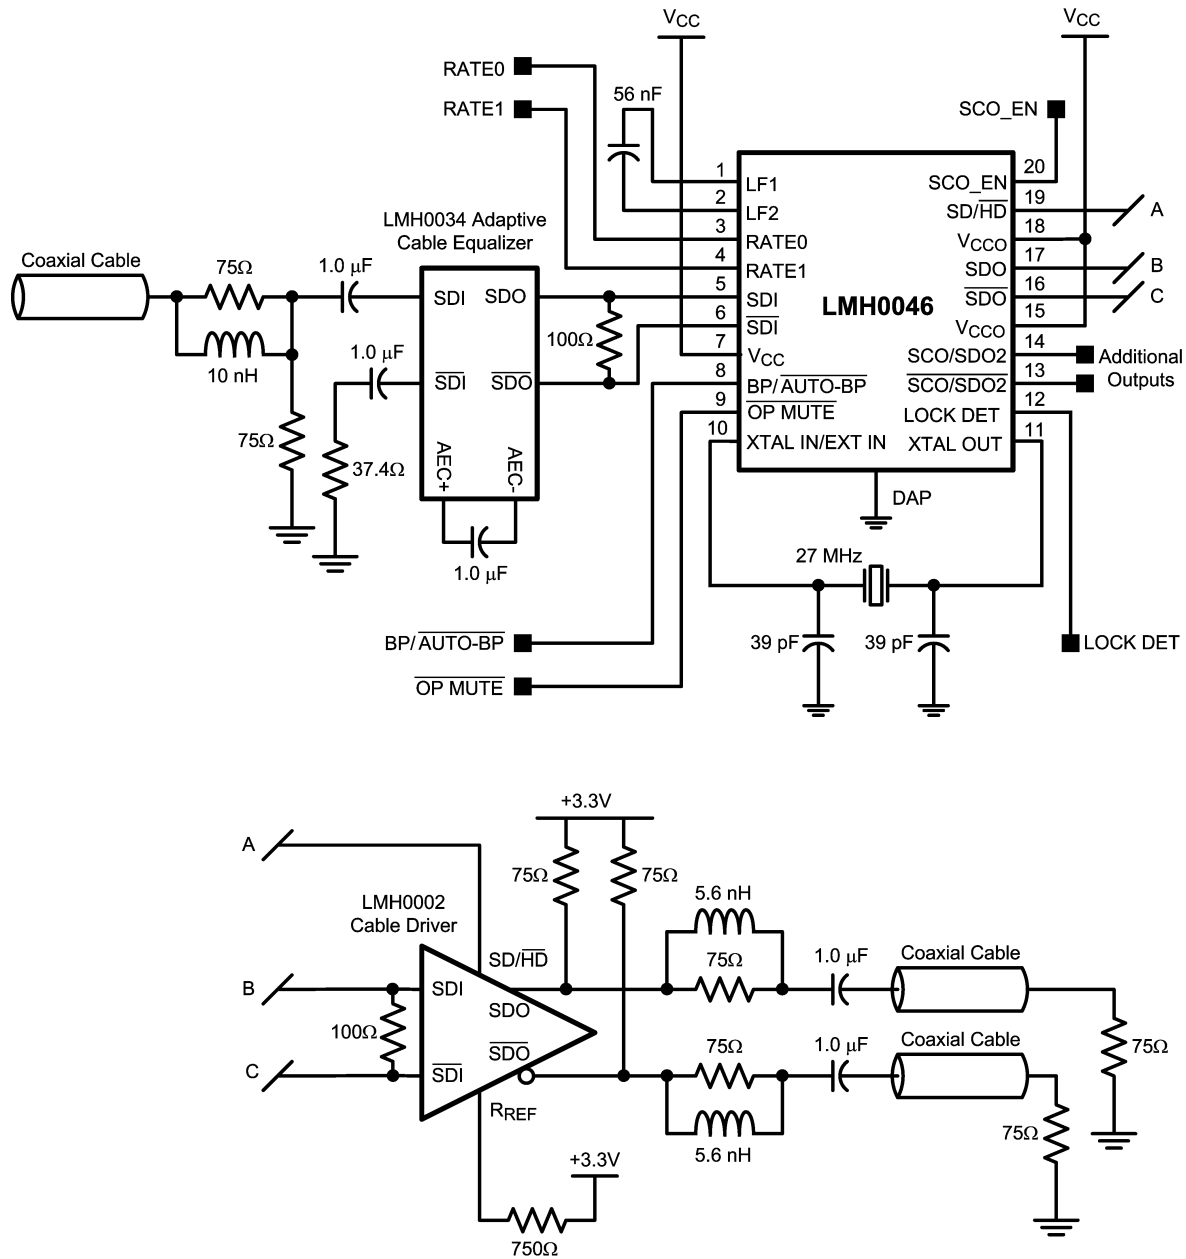 VCC
VCC
RATE0
56 nF
RATE1
SCO_EN
1 LF1
2 LF2
3 RATE0
4 RATE1
5 SDI
6 SDI
7 VCC
8 BP/AUTO-BP
9 OP MUTE
10 XTAL IN/EXT IN
LMH0046
SCO_EN 20
SD/HD 19
VCCO 18
SDO 17
SDO 16
VCCO 15
SCO/SDO2 14
SCO/SDO2 13
LOCK DET 12
XTAL OUT 11
A
B
C
Additional
Outputs
DAP
LMH0034 Adaptive
Cable Equalizer
Coaxial Cable
75Ω
1.0 μF
SDI SDO
100Ω
10 nH
1.0 μF
SDI SDO
75Ω
37.4Ω
AEC+ AEC-
1.0 μF
27 MHz
39 pF
39 pF
BP/AUTO-BP
OP MUTE
LOCK DET
+3.3V
A
75Ω
75Ω
LMH0002
Cable Driver
5.6 nH
SD/HD
75Ω
1.0 μF
Coaxial Cable
B
SDI
SDO
100Ω
SDO
75Ω
1.0 μF
Coaxial Cable
75Ω
C
SDI
RREF
5.6 nH
75Ω
+3.3V
750Ω